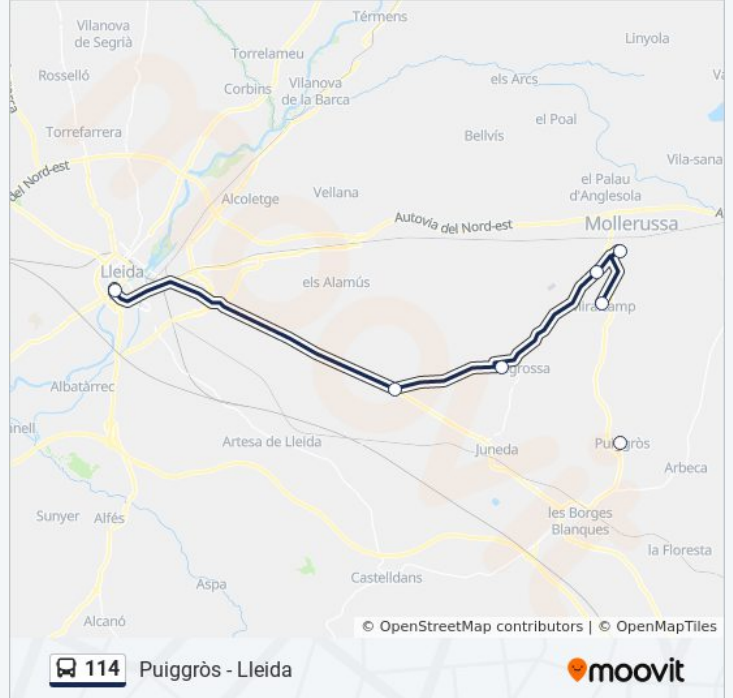 Térmens
Vilanova
de Segrià
Linyola
Torrelameu
Rosselló
Corbins
Vilanova
de la Barca
els Arcs
el Poal
Torrefarrera
Bellvís
Vila-sana
del Nord-est
el Palau
d'Anglesola
Alcoletge
Vellana
Autovia del Nord-est
A
Mollerussa
Lleida
els Alamús
Miralcamp
grossa
Albatàrrec
nell
Artesa de Lleida
Juneda
Puiggròs
Arbeca
Sunyer
Alfés
les Borges
Blanques
la Floresta
Aspa
Castelldans
Alcanó
© OpenStreetMap contributors | © OpenMapTiles
114 Puiggròs - Lleida
moovit